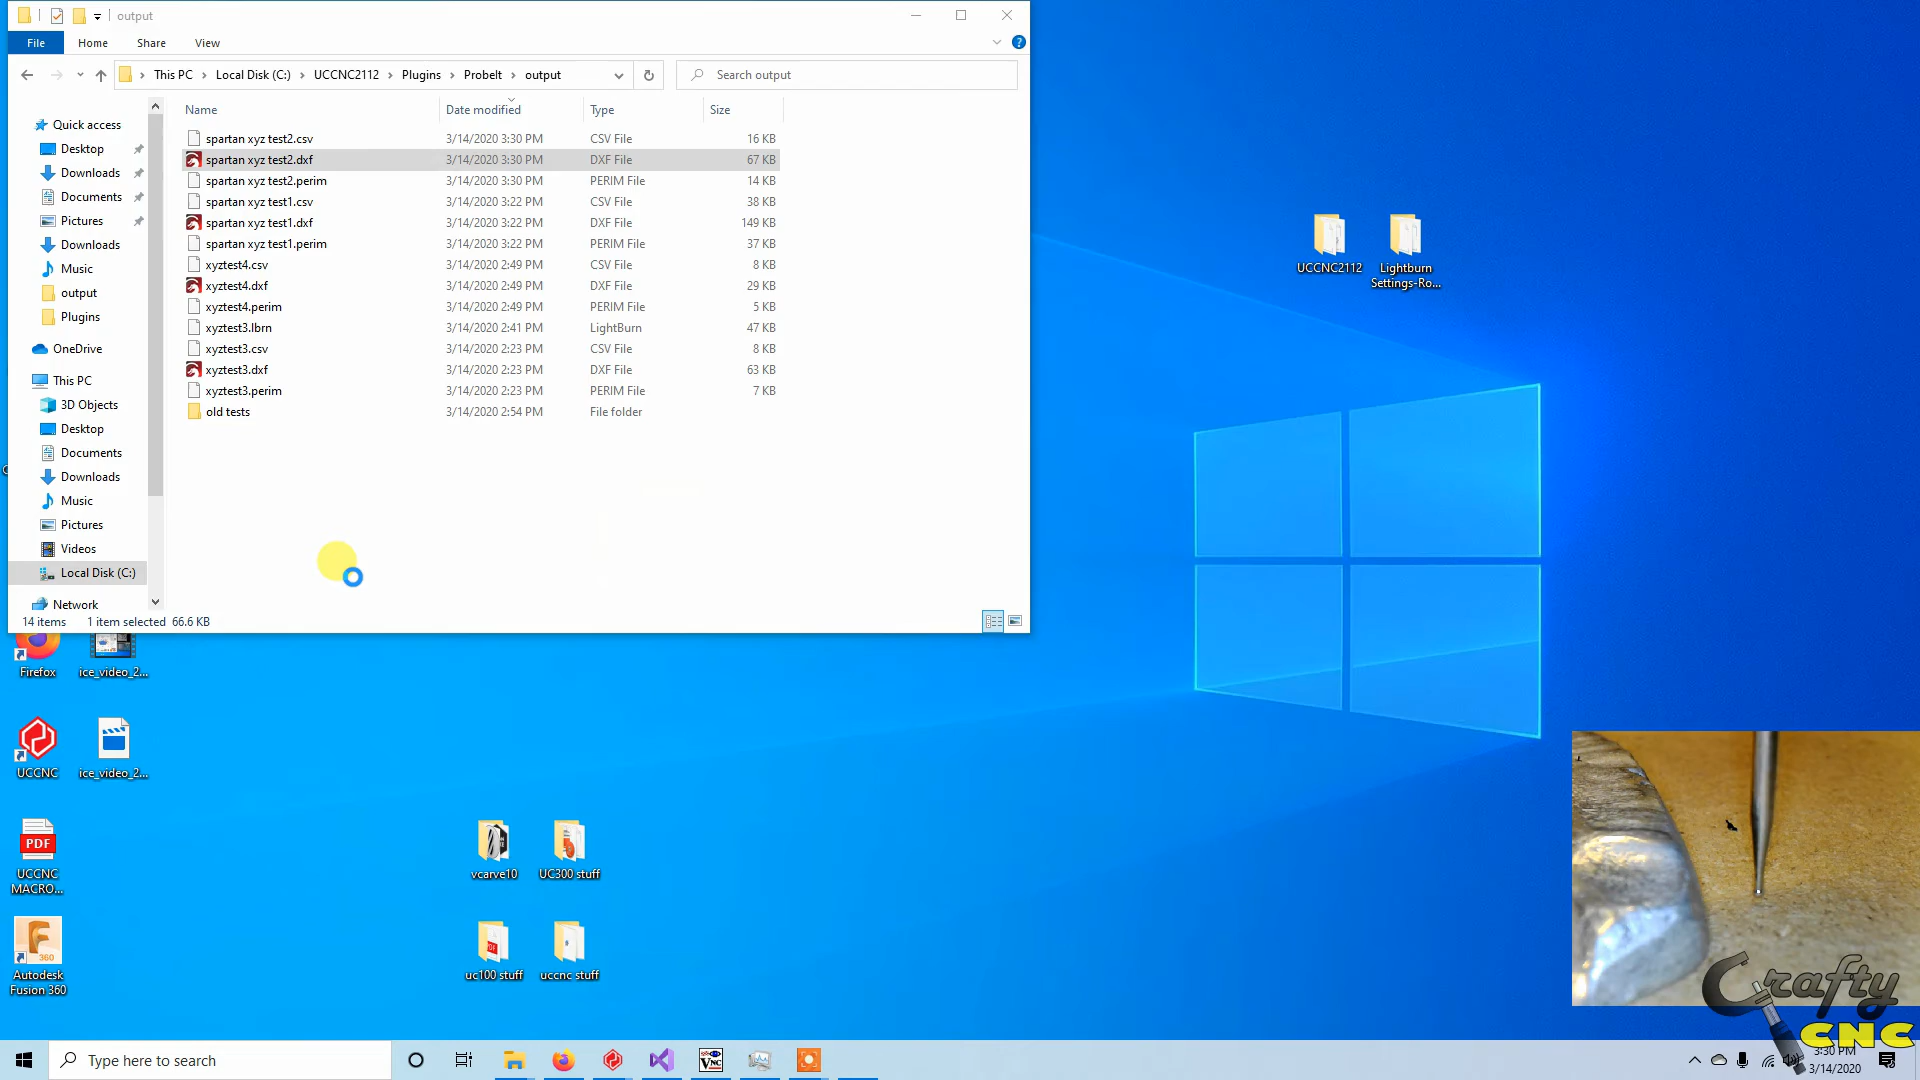 output
File Home Share View
This PC Local Disk (C:) UCCNC2112 Plugins ProbeIt output
Search output
Name Date modified Type Size
Quick access
Desktop
Downloads
Documents
Pictures
Downloads
Music
output
Plugins
OneDrive
This PC
3D Objects
Desktop
Documents
Downloads
Music
Pictures
Videos
Local Disk (C:)
Network
spartan xyz test2.csv 3/14/2020 3:30 PM CSV File 16 KB
spartan xyz test2.dxf 3/14/2020 3:30 PM DXF File 67 KB
spartan xyz test2.perim 3/14/2020 3:30 PM PERIM File 14 KB
spartan xyz test1.csv 3/14/2020 3:22 PM CSV File 38 KB
spartan xyz test1.dxf 3/14/2020 3:22 PM DXF File 149 KB
spartan xyz test1.perim 3/14/2020 3:22 PM PERIM File 37 KB
xyztest4.csv 3/14/2020 2:49 PM CSV File 8 KB
xyztest4.dxf 3/14/2020 2:49 PM DXF File 29 KB
xyztest4.perim 3/14/2020 2:49 PM PERIM File 5 KB
xyztest3.lbrn 3/14/2020 2:41 PM LightBurn 47 KB
xyztest3.csv 3/14/2020 2:23 PM CSV File 8 KB
xyztest3.dxf 3/14/2020 2:23 PM DXF File 63 KB
xyztest3.perim 3/14/2020 2:23 PM PERIM File 7 KB
old tests 3/14/2020 2:54 PM File folder
14 items 1 item selected 66.6 KB
UCCNC2112
Lightburn
Settings-Ro...
Firefox
ice_video_2...
UCCNC
ice_video_2...
PDF
UCCNC
MACRO...
vcarve10
UC300 stuff
F
360
Autodesk
Fusion 360
PDF
uc100 stuff
uccnc stuff
Crafty
CNC
Type here to search
VNC
3:30 PM
3/14/2020